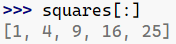 >>> squares[:]
[1, 4, 9, 16, 25]